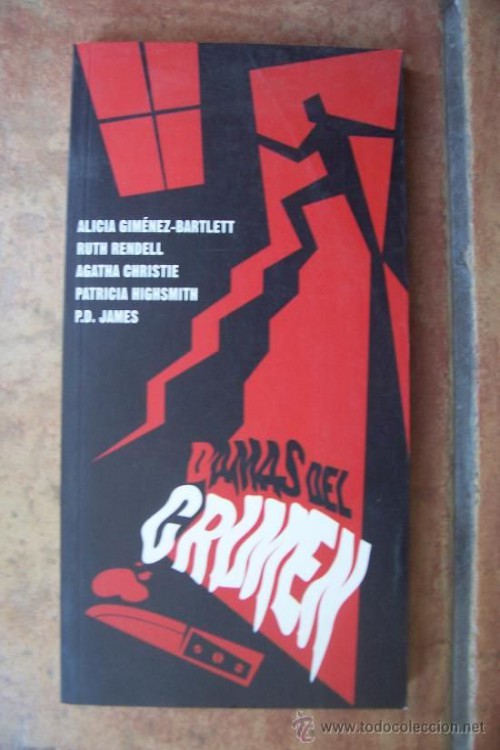 ALICIA GIMÉNEZ-BARTLETT
RUTH RENDELL
AGATHA CHRISTIE
PATRICIA HIGHSMITH
P.D. JAMES
DAMAS DEL
CRIMEN
www.todocoleccion.net